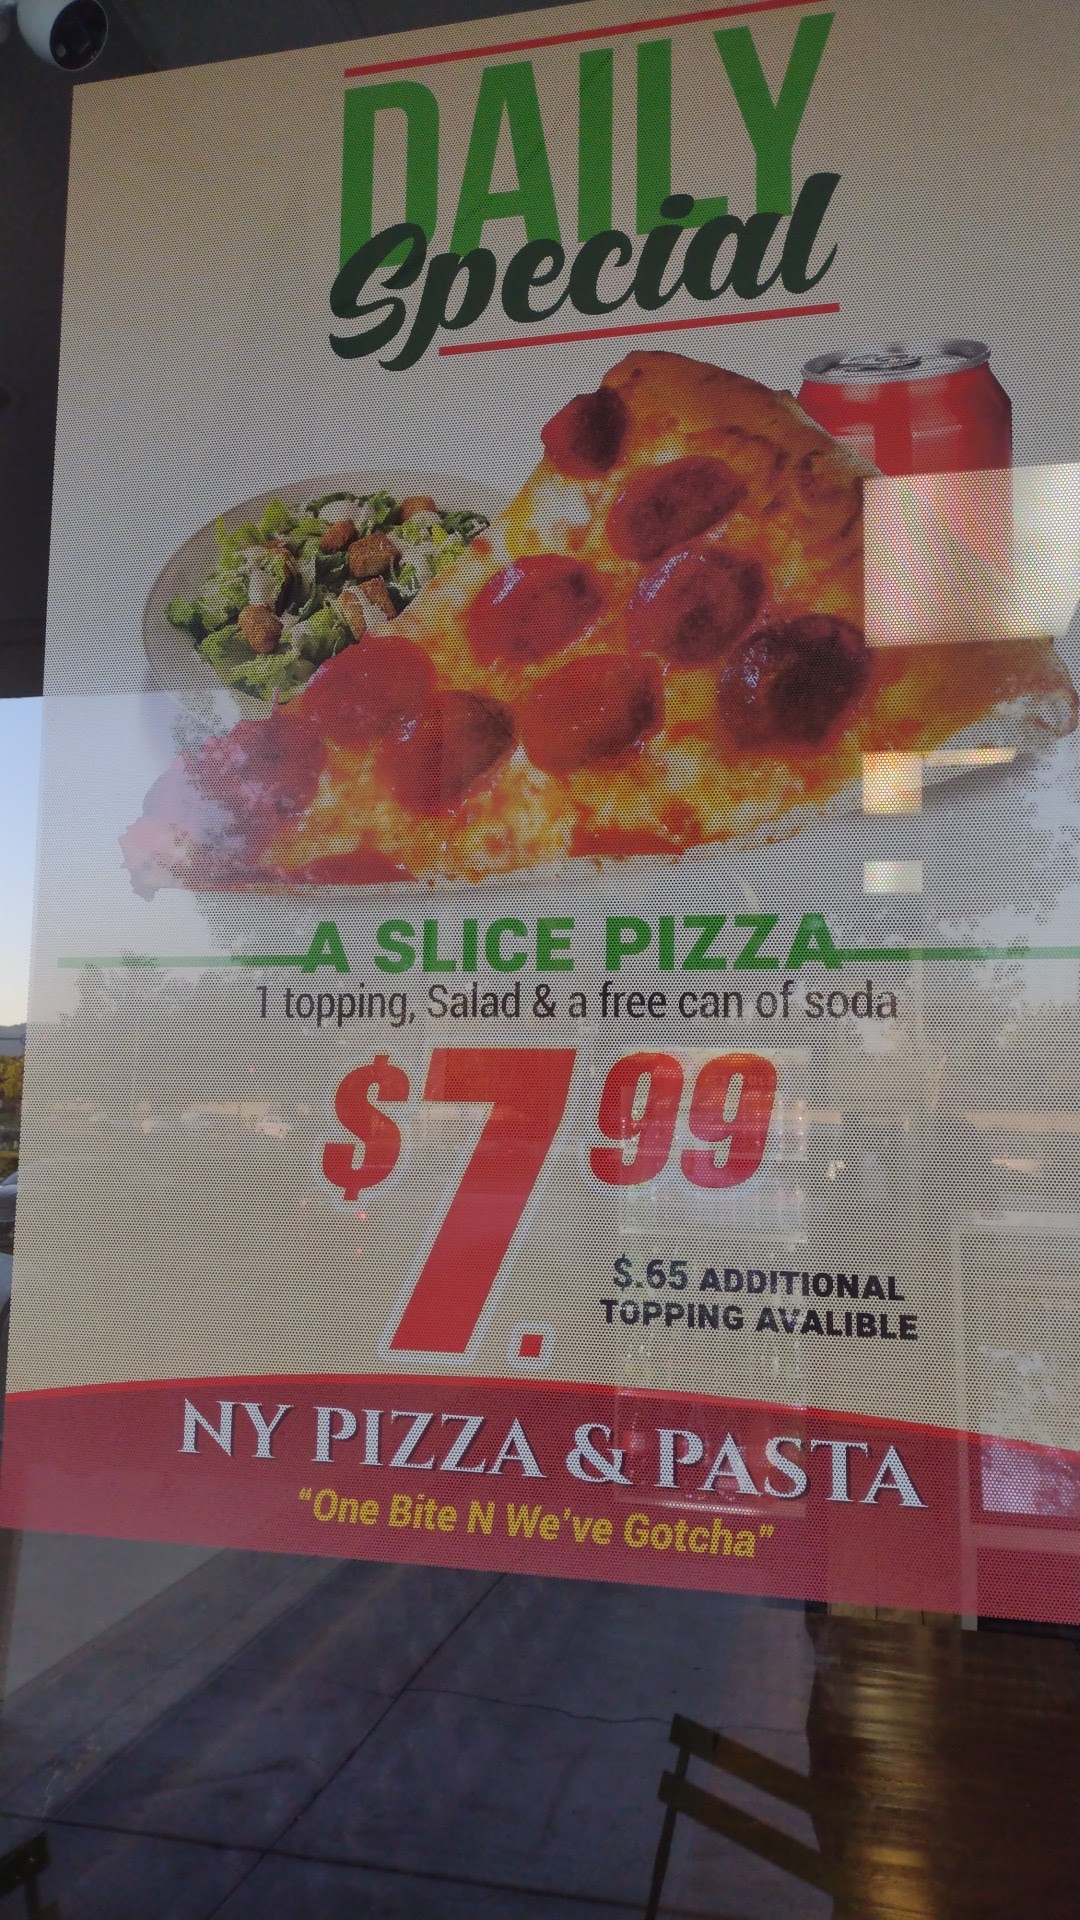 DAILY
Special
A SLICE PIZZA
1 topping, Salad & a free can of soda
$7.99
$.65 ADDITIONAL
TOPPING AVALIBLE
NY PIZZA & PASTA
"One Bite N We've Gotcha"